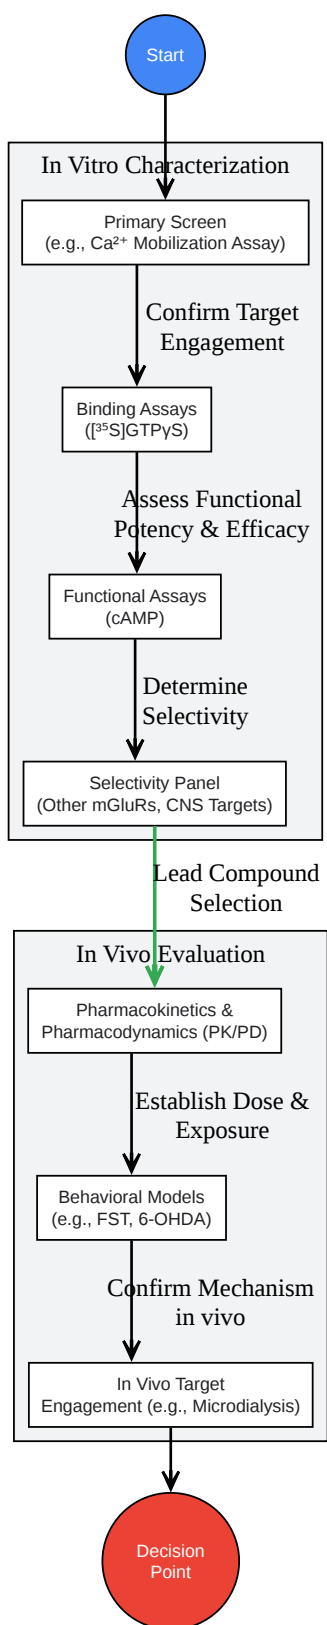 Start
In Vitro Characterization
Primary Screen
(e.g., Ca²⁺ Mobilization Assay)
Confirm Target
Engagement
Binding Assays
([³⁵S]GTPγS)
Assess Functional
Potency & Efficacy
Functional Assays
(cAMP)
Determine
Selectivity
Selectivity Panel
(Other mGluRs, CNS Targets)
Lead Compound
Selection
In Vivo Evaluation
Pharmacokinetics &
Pharmacodynamics (PK/PD)
Establish Dose &
Exposure
Behavioral Models
(e.g., FST, 6-OHDA)
Confirm Mechanism
in vivo
In Vivo Target
Engagement (e.g., Microdialysis)
Decision
Point